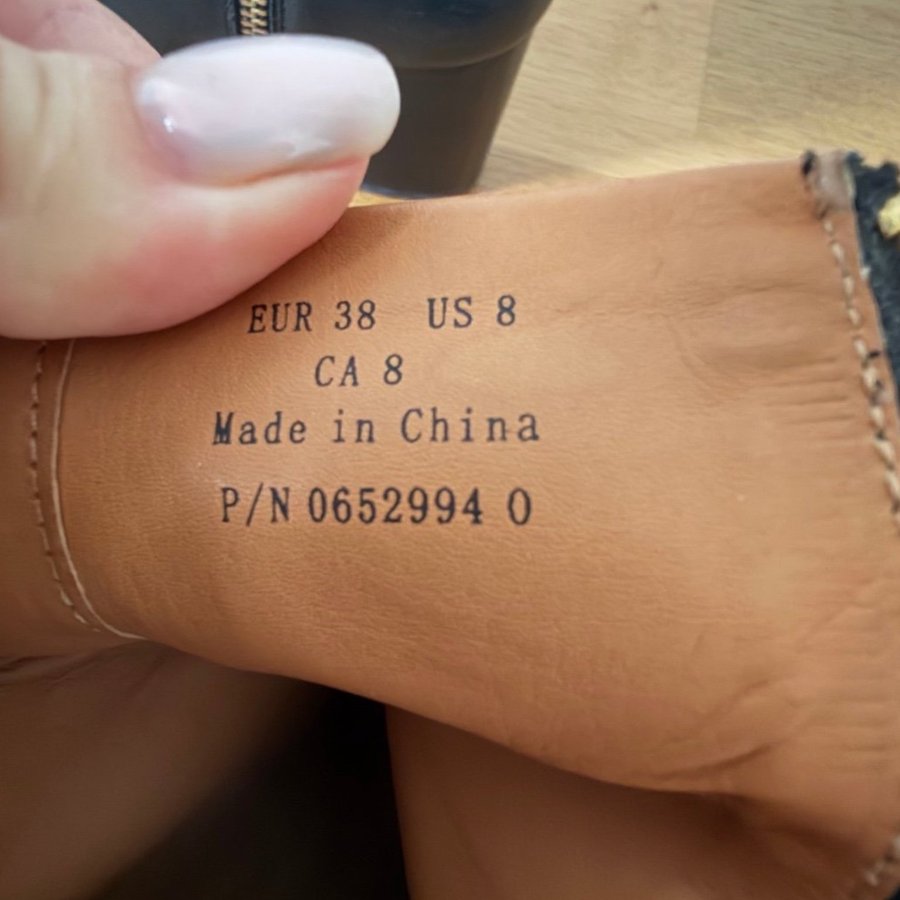 EUR 38 US 8
CA 8
Made in China
P/N 0652994 0